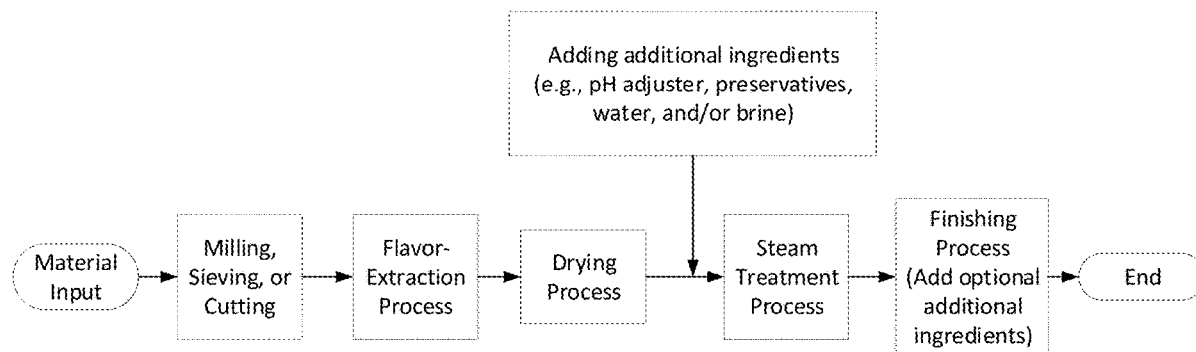 Adding additional ingredients
(e.g., pH adjuster, preservatives,
water, and/or brine)
Material
Input
Milling,
Sieving, or
Cutting
Flavor-
Extraction
Process
Drying
Process
Steam
Treatment
Process
Finishing
Process
(Add optional
additional
ingredients)
End